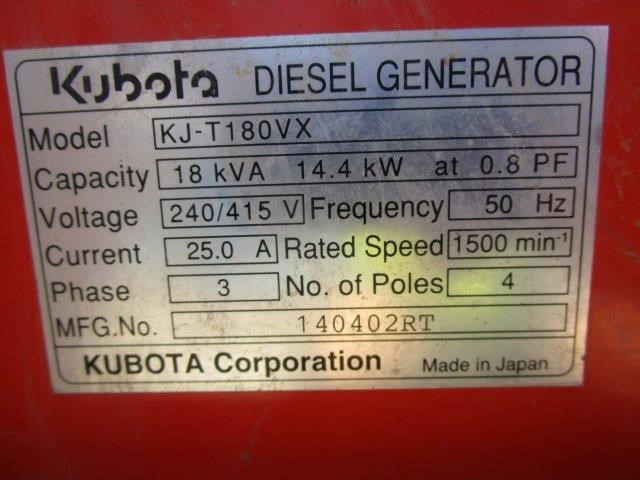 Kubota DIESEL GENERATOR
Model KJ-T180VX
Capacity 18 kVA 14.4 kW at 0.8 PF
Voltage 240/415 V Frequency 50 Hz
Current 25.0 A Rated Speed 1500 min⁻¹
Phase 3 No. of Poles 4
MFG.No. 140402RT
KUBOTA Corporation Made in Japan